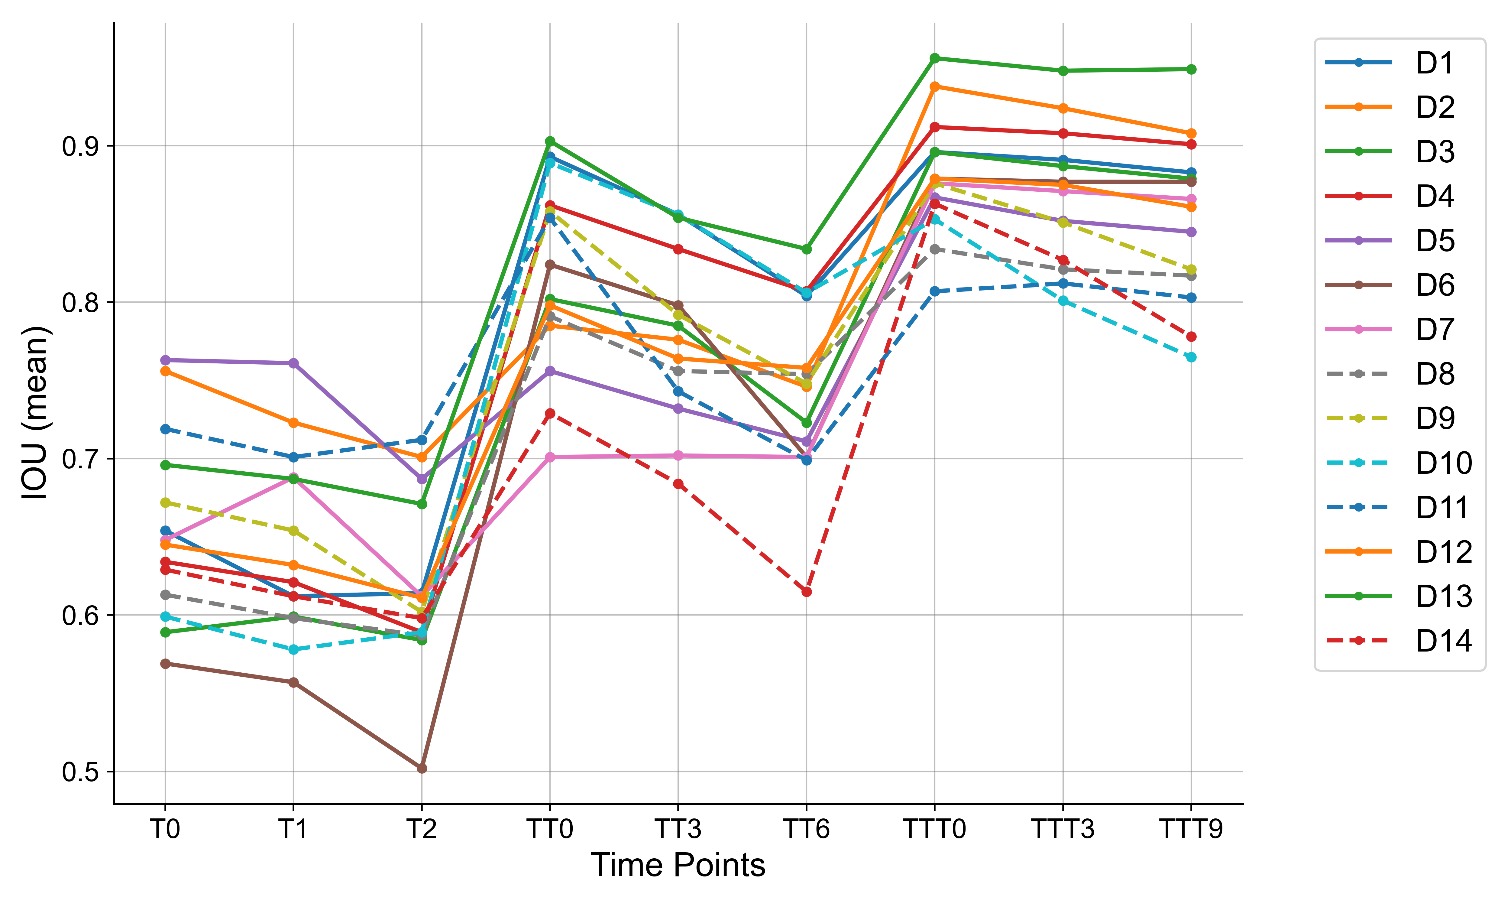 IOU (mean)
0.9
0.8
0.7
0.6
0.5
T0 T1 T2 TT0 TT3 TT6 TTT0 TTT3 TTT9
Time Points
D1
D2
D3
D4
D5
D6
D7
D8
D9
D10
D11
D12
D13
D14